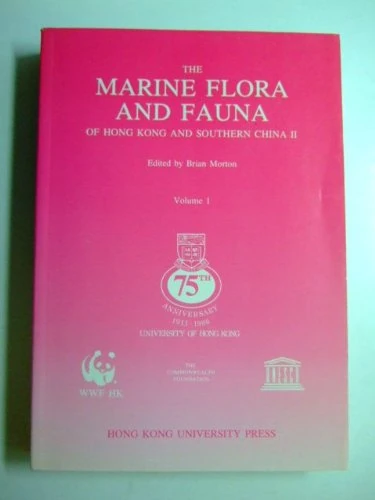 THE
MARINE FLORA
AND FAUNA
OF HONG KONG AND SOUTHERN CHINA II
Edited by Brian Morton
Volume I
75TH
ANNIVERSARY
1911-1986
UNIVERSITY OF HONG KONG
WWF HK
THE
COMMONWEALTH
FOUNDATION
UNESCO
HONG KONG UNIVERSITY PRESS